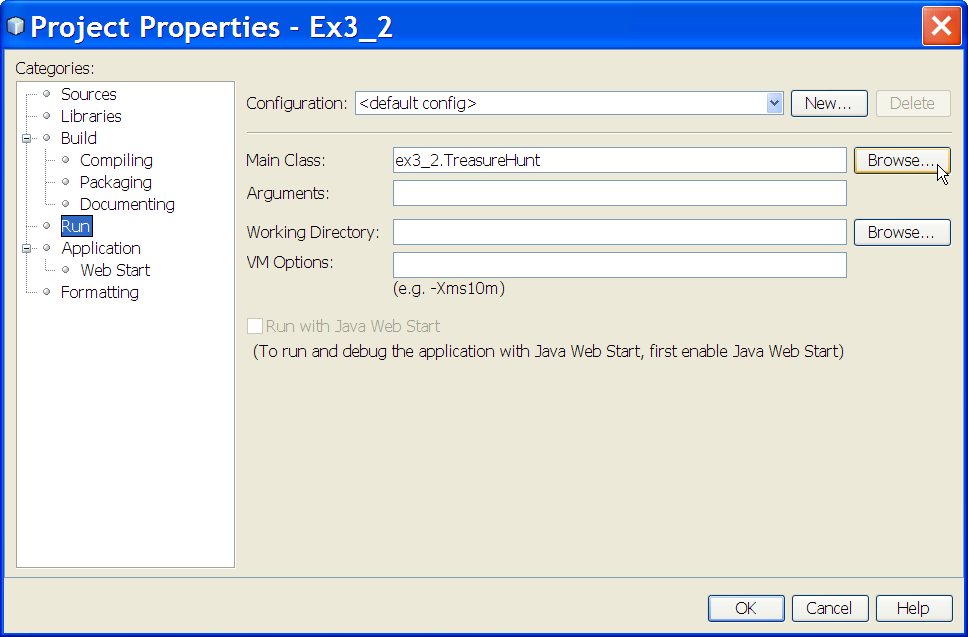 Project Properties - Ex3_2
Categories:
Sources
Libraries
Build
Compiling
Packaging
Documenting
Run
Application
Web Start
Formatting
Configuration: <default config> New... Delete
Main Class: ex3_2.TreasureHunt Browse...
Arguments:
Working Directory: Browse...
VM Options:
(e.g. -Xms10m)
Run with Java Web Start
(To run and debug the application with Java Web Start, first enable Java Web Start)
OK Cancel Help